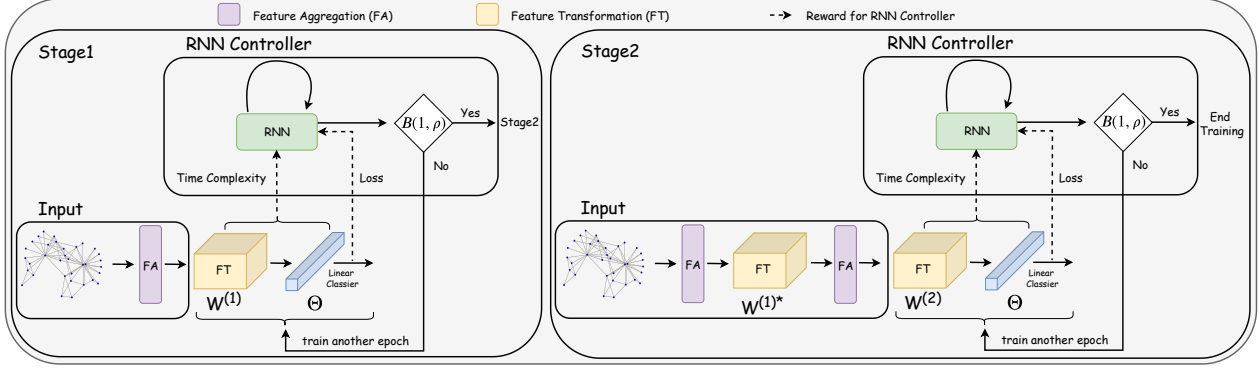 Feature Aggregation (FA)
Feature Transformation (FT)
Reward for RNN Controller
Stage1
RNN Controller
RNN
B(1, ρ)
Yes
Stage2
No
Time Complexity
Loss
Input
FA
FT
W(1)
Θ
Linear
Classier
train another epoch
Stage2
RNN Controller
RNN
B(1, ρ)
Yes
End
Training
No
Time Complexity
Loss
Input
FA
FT
W(1)*
FA
FT
W(2)
Θ
Linear
Classier
train another epoch